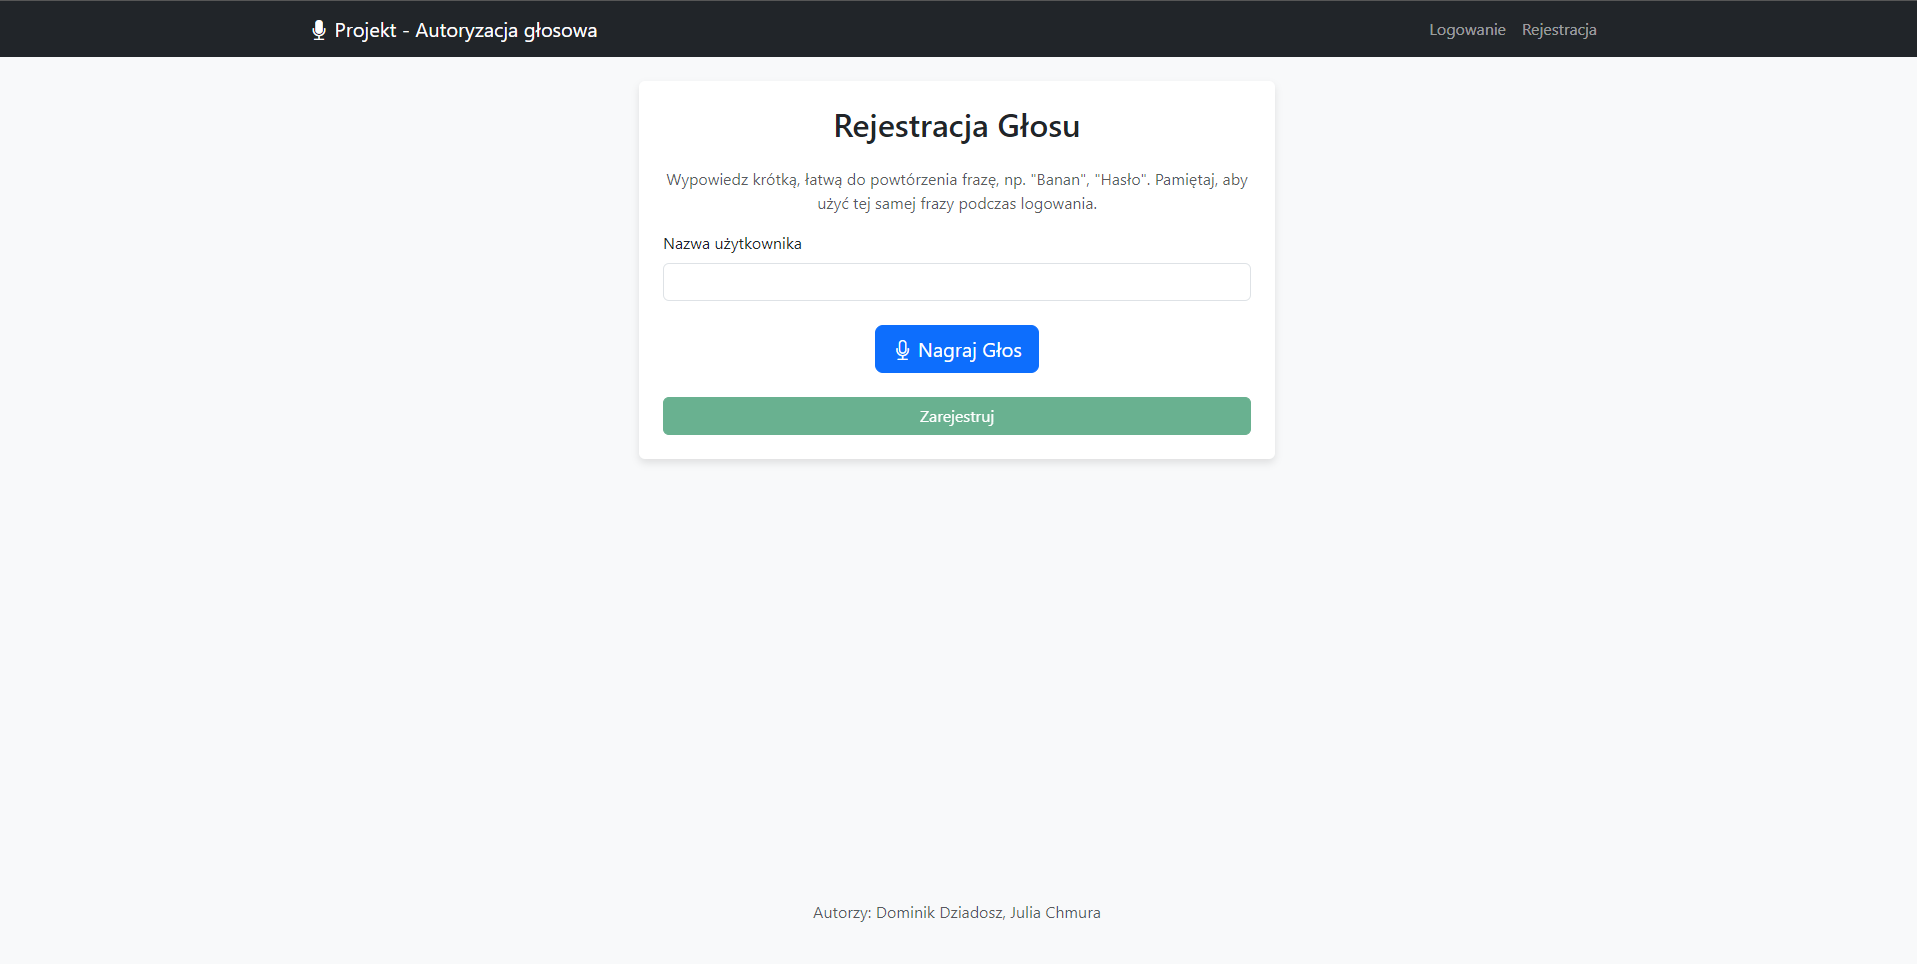 Projekt - Autoryzacja głosowa
Logowanie
Rejestracja
Rejestracja Głosu
Wypowiedz krótką, łatwą do powtórzenia frazę, np. "Banan", "Hasło". Pamiętaj, aby
użyć tej samej frazy podczas logowania.
Nazwa użytkownika
Nagraj Głos
Zarejestruj
Autorzy: Dominik Dziadosz, Julia Chmura